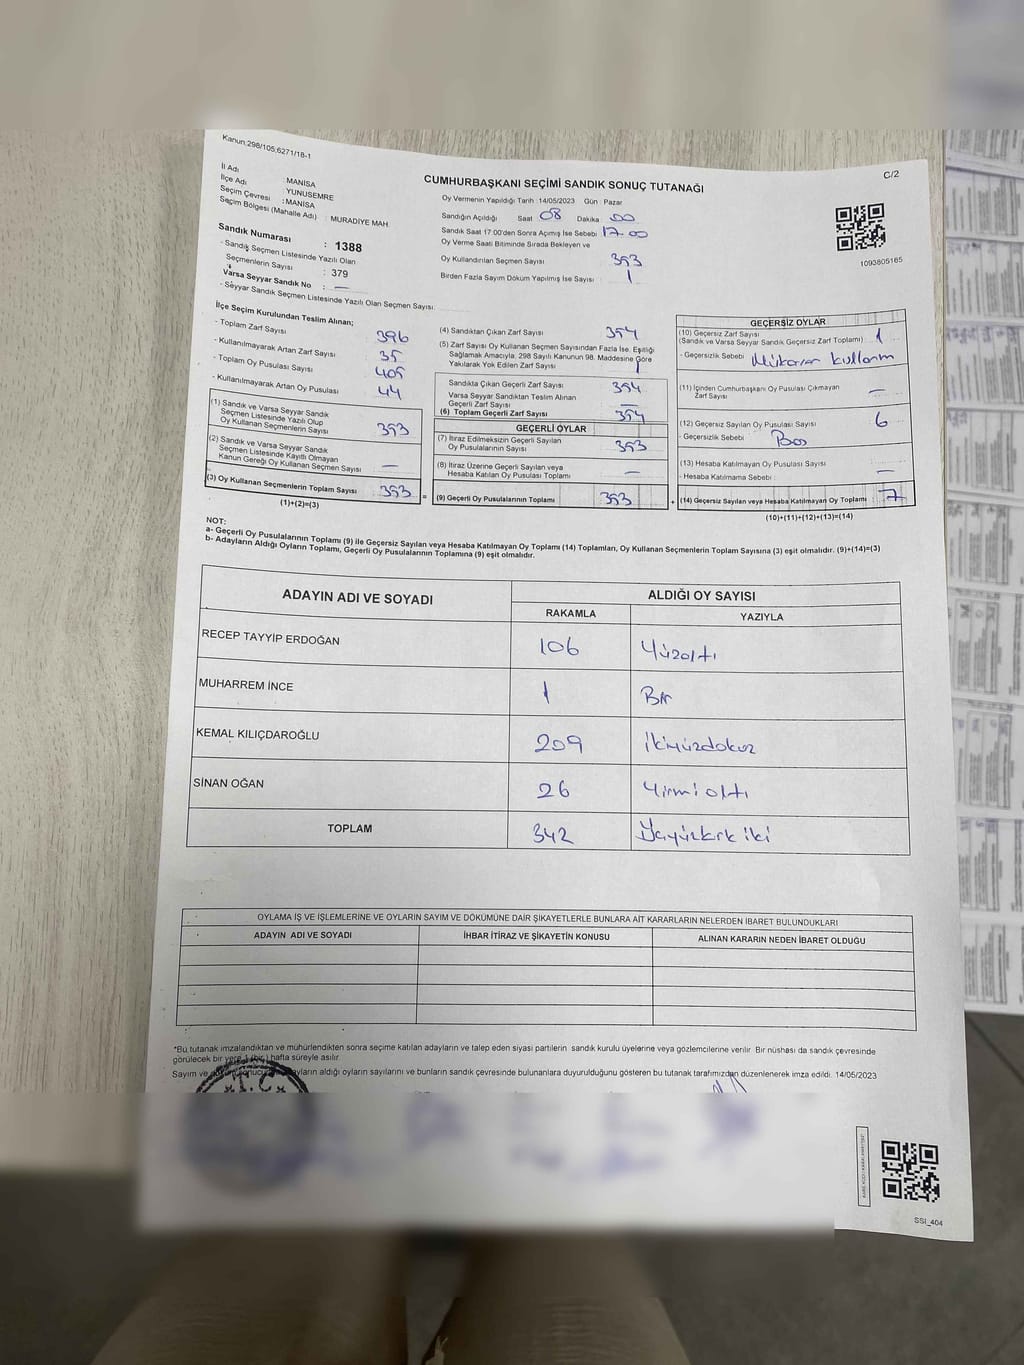 Kanun:298/105,6271/18-1
C/2
CUMHURBAŞKANI SEÇİMİ SANDIK SONUÇ TUTANAĞI
İl Adı : MANİSA
İlçe Adı : YUNUSEMRE
Seçim Çevresi : MANİSA
Seçim Bölgesi (Mahalle Adı) : MURADİYE MAH.
Sandık Numarası : 1388
- Sandık Seçmen Listesinde Yazılı Olan
Seçmenlerin Sayısı : 379
Varsa Seyyar Sandık No : —
- Seyyar Sandık Seçmen Listesinde Yazılı Olan Seçmen Sayısı:
Oy Vermenin Yapıldığı Tarih :14/05/2023 Gün : Pazar
Sandığın Açıldığı Saat 08 Dakika 00
Sandık Saat 17.00'den Sonra Açılmış İse Sebebi 17.00
Oy Verme Saati Bitiminde Sırada Bekleyen ve
Oy Kullandırılan Seçmen Sayısı 353
Birden Fazla Sayım Döküm Yapılmış İse Sayısı : 1
1093805165
İlçe Seçim Kurulundan Teslim Alınan;
- Toplam Zarf Sayısı 396
- Kullanılmayarak Artan Zarf Sayısı 35
- Toplam Oy Pusulası Sayısı 405
- Kullanılmayarak Artan Oy Pusulası 44
(1) Sandık ve Varsa Seyyar Sandık
Seçmen Listesinde Yazılı Olup
Oy Kullanan Seçmenlerin Sayısı 353
(2) Sandık ve Varsa Seyyar Sandık
Seçmen Listesinde Kayıtlı Olmayan
Kanun Gereği Oy Kullanan Seçmen Sayısı —
(3) Oy Kullanan Seçmenlerin Toplam Sayısı 353 =
(1)+(2)=(3)
(4) Sandıktan Çıkan Zarf Sayısı 354
(5) Zarf Sayısı Oy Kullanan Seçmen Sayısından Fazla İse, Eşitliği
Sağlamak Amacıyla, 298 Sayılı Kanunun 98. Maddesine Göre
Yakılarak Yok Edilen Zarf Sayısı 1
Sandıkta Çıkan Geçerli Zarf Sayısı 354
Varsa Seyyar Sandıktan Teslim Alınan
Geçerli Zarf Sayısı —
(6) Toplam Geçerli Zarf Sayısı 354
GEÇERLİ OYLAR
(7) İtiraz Edilmeksizin Geçerli Sayılan
Oy Pusulalarının Sayısı 353
(8) İtiraz Üzerine Geçerli Sayılan veya
Hesaba Katılan Oy Pusulası Toplamı —
(9) Geçerli Oy Pusulalarının Toplamı 353 +
GEÇERSİZ OYLAR
(10) Geçersiz Zarf Sayısı
(Sandık ve Varsa Seyyar Sandık Geçersiz Zarf Toplamı) 1
- Geçersizlik Sebebi : Mükarrar kullanım
(11) İçinden Cumhurbaşkanı Oy Pusulası Çıkmayan
Zarf Sayısı —
(12) Geçersiz Sayılan Oy Pusulası Sayısı 6
- Geçersizlik Sebebi : Boş
(13) Hesaba Katılmayan Oy Pusulası Sayısı —
- Hesaba Katılmama Sebebi :
(14) Geçersiz Sayılan veya Hesaba Katılmayan Oy Toplamı : 7
(10)+(11)+(12)+(13)=(14)
NOT:
a- Geçerli Oy Pusulalarının Toplamı (9) ile Geçersiz Sayılan veya Hesaba Katılmayan Oy Toplamı (14) Toplamları, Oy Kullanan Seçmenlerin Toplam Sayısına (3) eşit olmalıdır. (9)+(14)=(3)
b- Adayların Aldığı Oyların Toplamı, Geçerli Oy Pusulalarının Toplamına (9) eşit olmalıdır.
ADAYIN ADI VE SOYADI ALDIĞI OY SAYISI
RAKAMLA YAZIYLA
RECEP TAYYİP ERDOĞAN 106 Yüzaltı
MUHARREM İNCE 1 Bir
KEMAL KILIÇDAROĞLU 209 İkiyüzdokuz
SİNAN OĞAN 26 Yirmi altı
TOPLAM 342 Üçyüzkırk iki
OYLAMA İŞ VE İŞLEMLERİNE VE OYLARIN SAYIM VE DÖKÜMÜNE DAİR ŞİKAYETLERLE BUNLARA AİT KARARLARIN NELERDEN İBARET BULUNDUKLARI
ADAYIN ADI VE SOYADI İHBAR İTİRAZ VE ŞİKAYETİN KONUSU ALINAN KARARIN NEDEN İBARET OLDUĞU
*Bu tutanak imzalandıktan ve mühürlendikten sonra seçime katılan adayların ve talep eden siyasi partilerin sandık kurulu üyelerine veya gözlemcilerine verilir. Bir nüshası da sandık çevresinde
görülecek bir yere 1 (bir) hafta süreyle asılır.
Sayım ve aldığı oyların sayılarını ve bunların sandık çevresinde bulunanlara duyurulduğunu gösteren bu tutanak tarafımızdan düzenlenerek imza edildi. 14/05/2023
T.C.
SSI_404